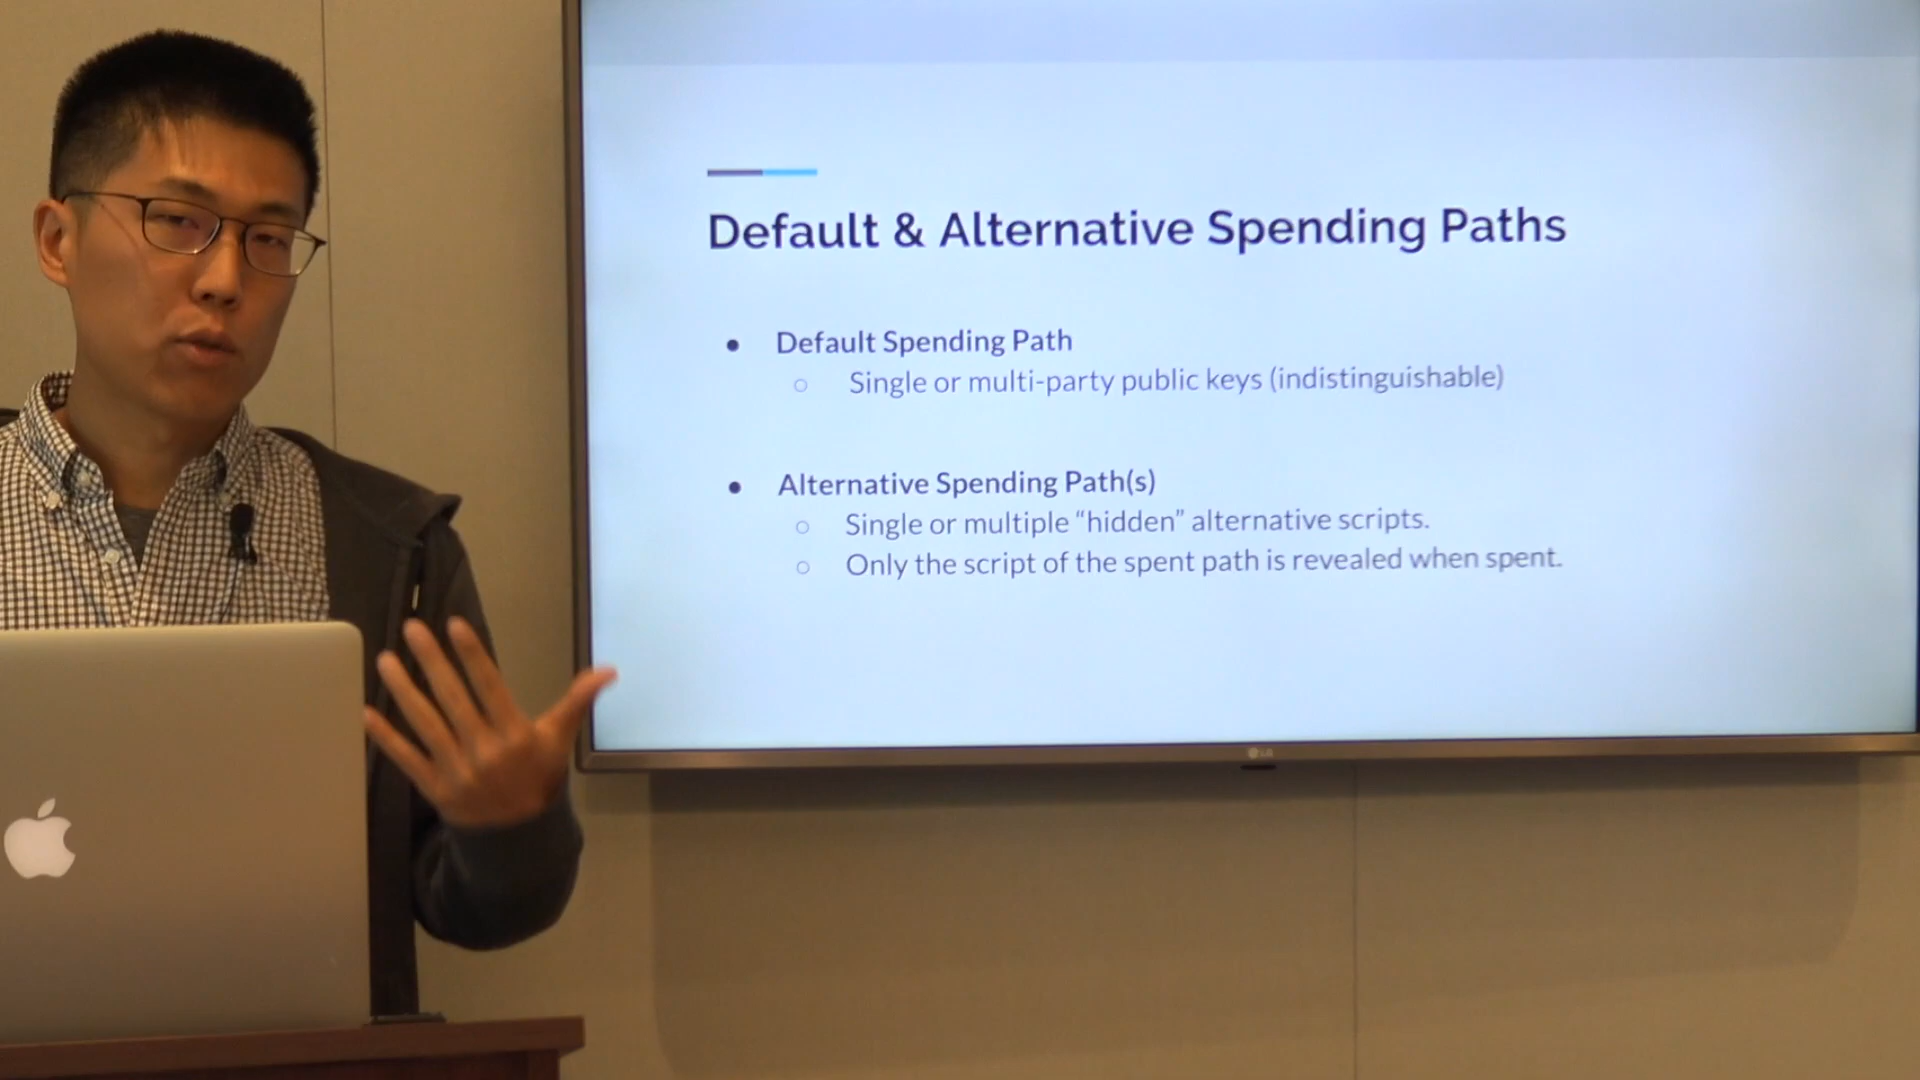 Default & Alternative Spending Paths
● Default Spending Path
○ Single or multi-party public keys (indistinguishable)
● Alternative Spending Path(s)
○ Single or multiple “hidden” alternative scripts.
○ Only the script of the spent path is revealed when spent.
LG